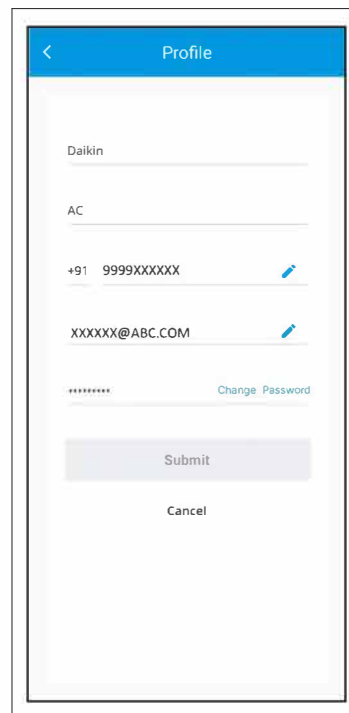 Profile
Daikin
AC
+91 9999XXXXXX
XXXXXX@ABC.COM
********* Change Password
Submit
Cancel